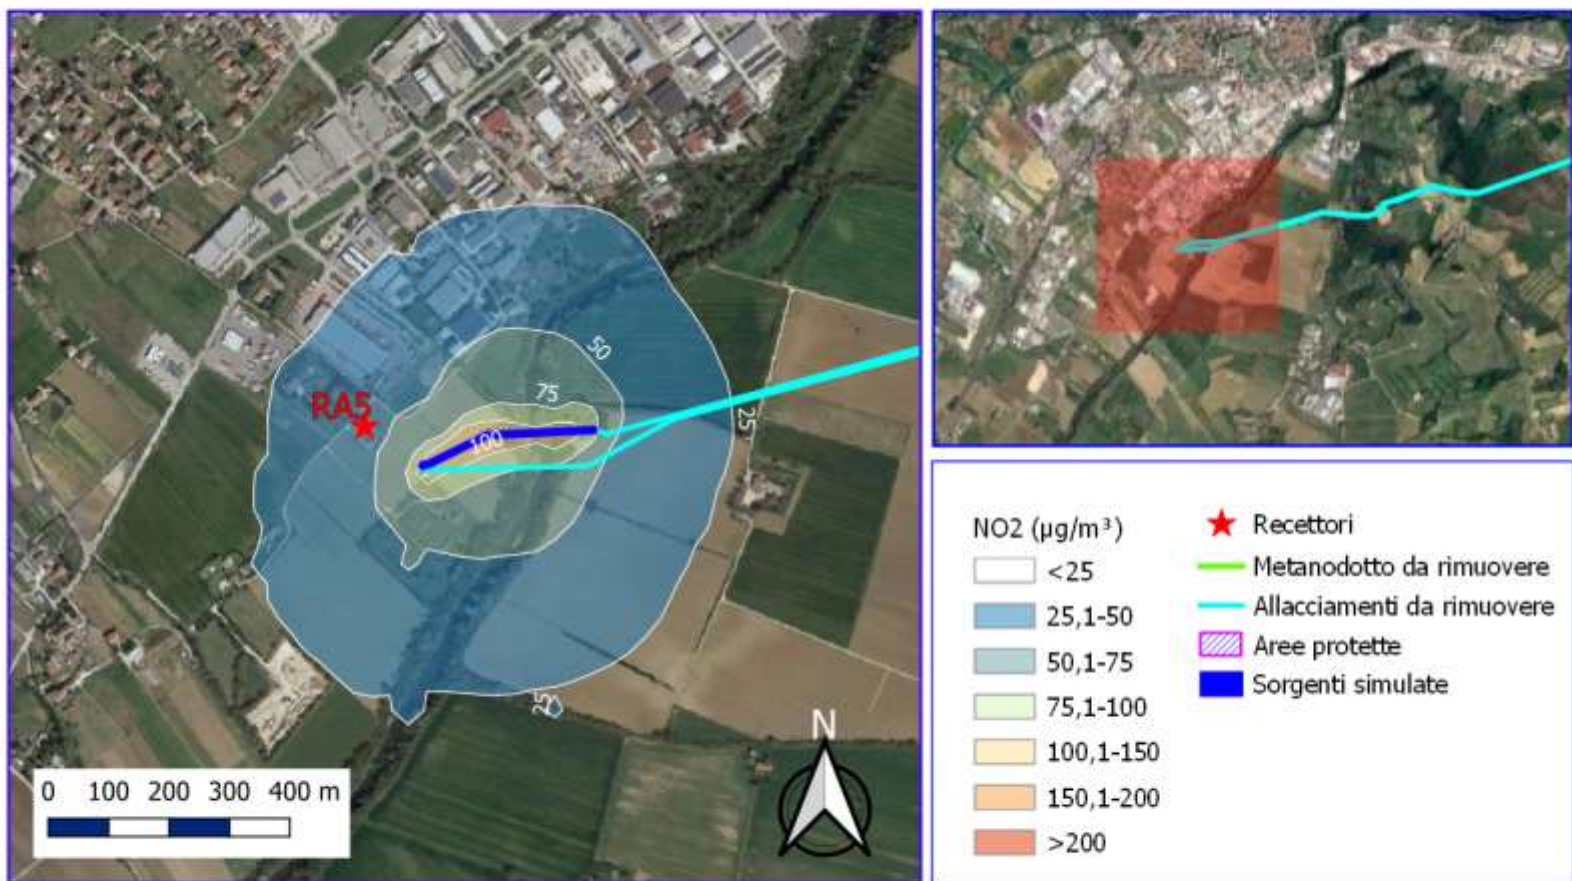 50
75
RA5
100
25
25
N
0 100 200 300 400 m
NO2 (µg/m³)
<25
25,1-50
50,1-75
75,1-100
100,1-150
150,1-200
>200
Recettori
Metanodotto da rimuovere
Allacciamenti da rimuovere
Aree protette
Sorgenti simulate